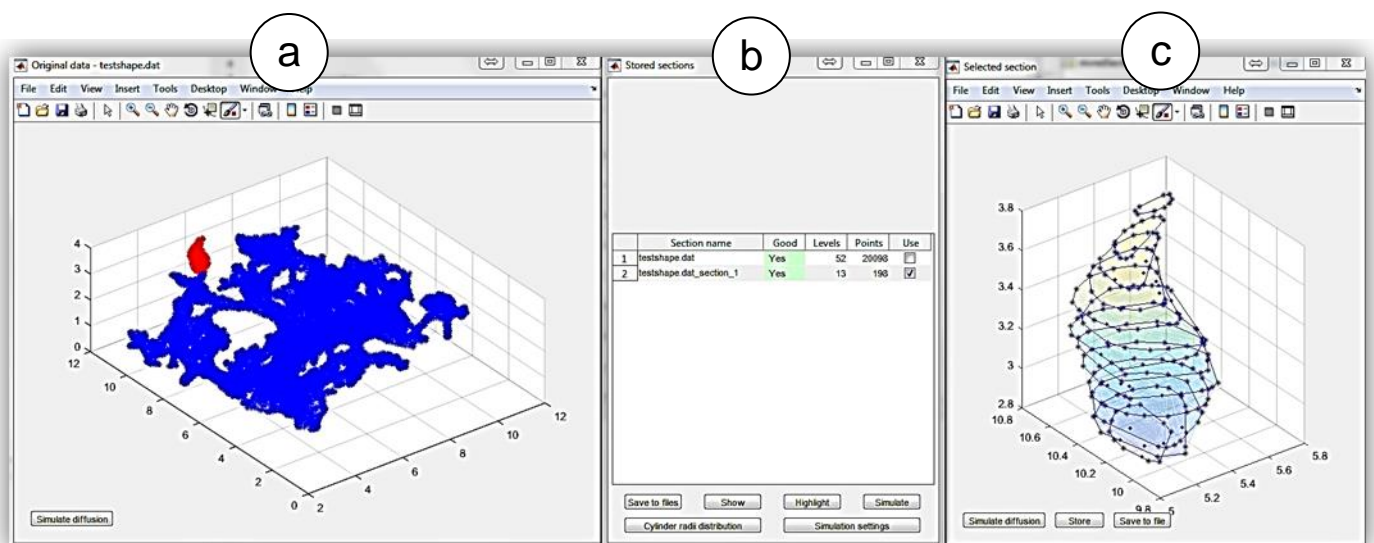 a
b
c
Original data - testshape.dat
File Edit View Insert Tools Desktop Window
4
3
2
1
0
12
10
8
6
4
2
0
2
4
6
8
10
12
Simulate diffusion
Stored sections
Section name Good Levels Points Use
1 testshape.dat Yes 52 20098
2 testshape.dat_section_1 Yes 13 198
Save to files Show Highlight Simulate
Cylinder radii distribution Simulation settings
Selected section
File Edit View Insert Tools Desktop Window Help
3.8
3.6
3.4
3.2
3
2.8
10.8
10.6
10.4
10.2
10
9.8
5
5.2
5.4
5.6
5.8
Simulate diffusion Store Save to file